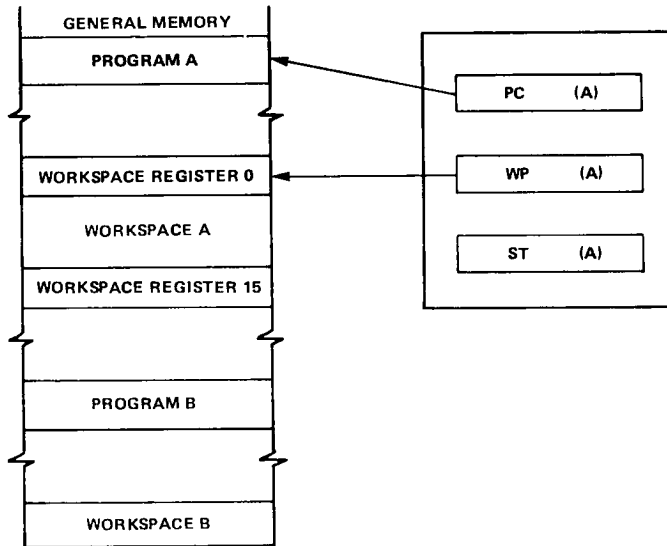 GENERAL MEMORY
PROGRAM A
WORKSPACE REGISTER 0
WORKSPACE A
WORKSPACE REGISTER 15
PROGRAM B
WORKSPACE B
PC (A)
WP (A)
ST (A)